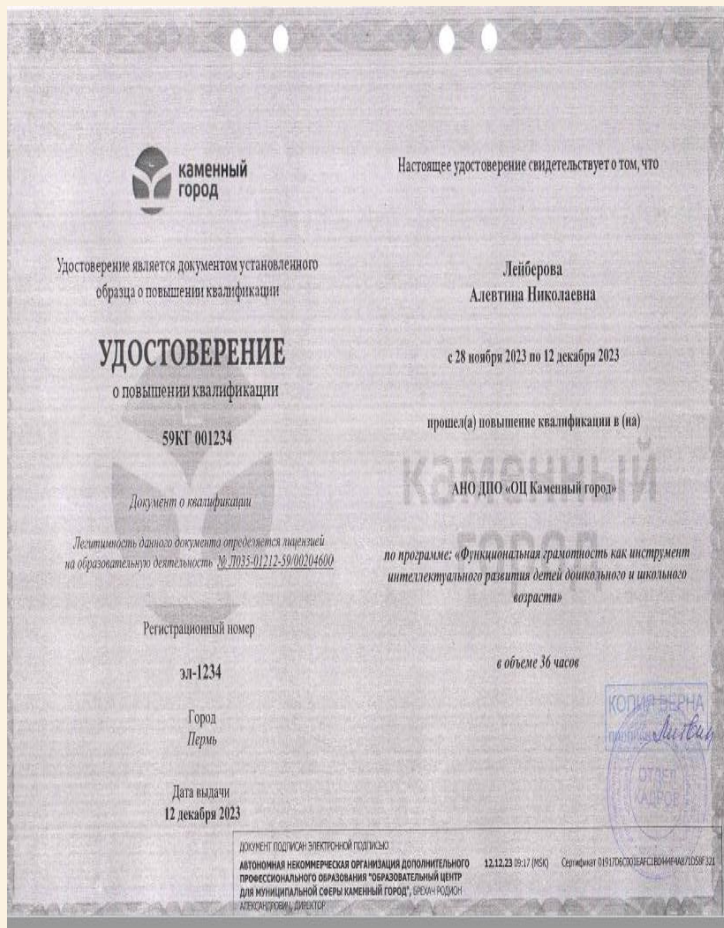 каменный
город
Удостоверение является документом установленного
образца о повышении квалификации
УДОСТОВЕРЕНИЕ
о повышении квалификации
59КГ 001234
Документ о квалификации
Легитимность данного документа определяется лицензией
на образовательную деятельность № Л035-01212-59/00204600
Регистрационный номер
эл-1234
Город
Пермь
Дата выдачи
12 декабря 2023
Настоящее удостоверение свидетельствует о том, что
Лейберова
Алевтина Николаевна
с 28 ноября 2023 по 12 декабря 2023
прошел(а) повышение квалификации в (на)
каменный
город
АНО ДПО «ОЦ Каменный город»
по программе: «Функциональная грамотность как инструмент
интеллектуального развития детей дошкольного и школьного
возраста»
в объеме 36 часов
КОПИЯ ВЕРНА
ОТДЕЛ
КАДРОВ
ДОКУМЕНТ ПОДПИСАН ЭЛЕКТРОННОЙ ПОДПИСЬЮ
АВТОНОМНАЯ НЕКОММЕРЧЕСКАЯ ОРГАНИЗАЦИЯ ДОПОЛНИТЕЛЬНОГО
ПРОФЕССИОНАЛЬНОГО ОБРАЗОВАНИЯ "ОБРАЗОВАТЕЛЬНЫЙ ЦЕНТР
ДЛЯ МУНИЦИПАЛЬНОЙ СФЕРЫ КАМЕННЫЙ ГОРОД", БРЕХАЧ РОДИОН
АЛЕКСАНДРОВИЧ, ДИРЕКТОР
12.12.23 09:17 (MSK)
Сертификат